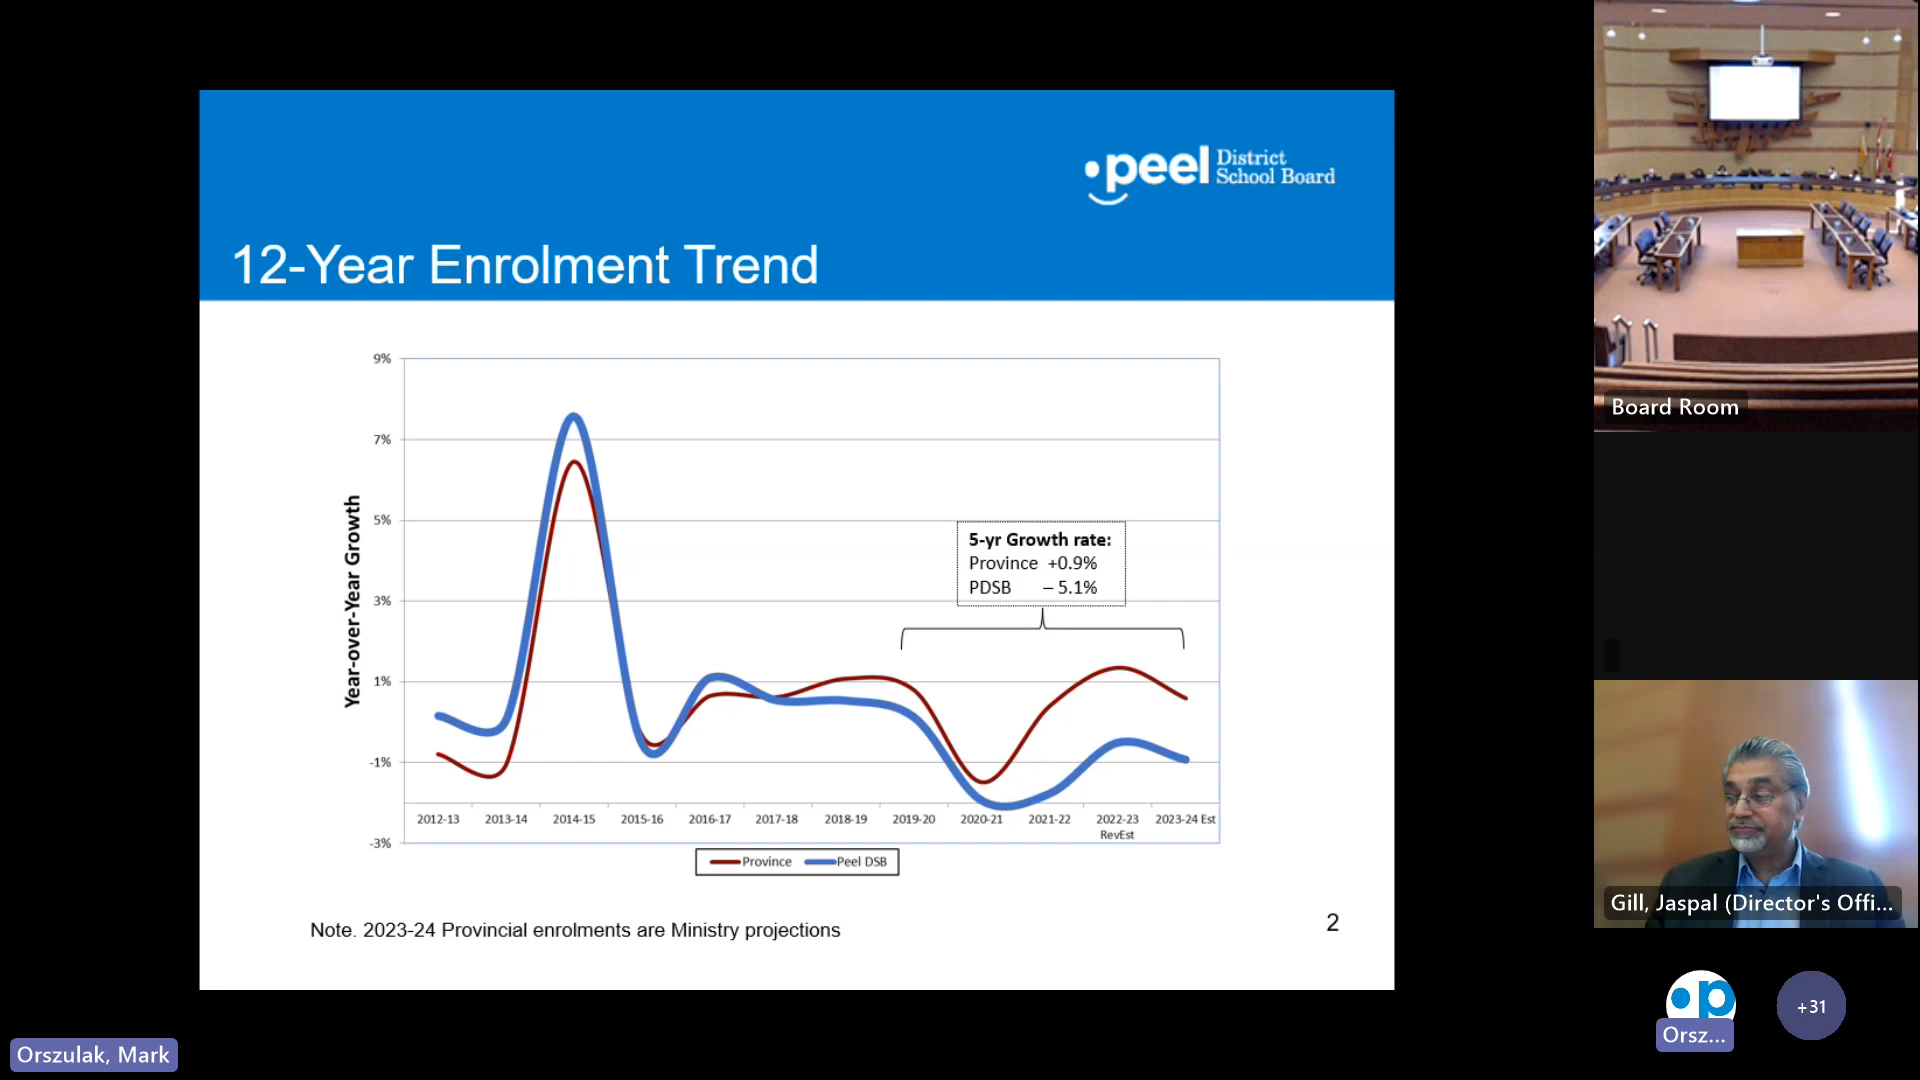 peel District
School Board
12-Year Enrolment Trend
9%
7%
5%
3%
1%
-1%
-3%
Year-over-Year Growth
5-yr Growth rate:
Province +0.9%
PDSB – 5.1%
2012-13 2013-14 2014-15 2015-16 2016-17 2017-18 2018-19 2019-20 2020-21 2021-22 2022-23 2023-24 Est
RevEst
Province Peel DSB
Note. 2023-24 Provincial enrolments are Ministry projections
2
Board Room
Gill, Jaspal (Director's Offi...
p
+31
Orsz...
Orszulak, Mark